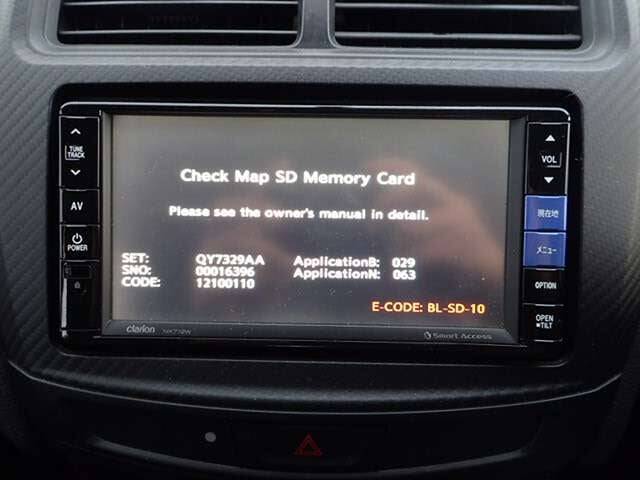 TUNE
TRACK
AV
POWER
Check Map SD Memory Card
Please see the owner's manual in detail.
SET: QY7329AA ApplicationB: 029
SNO: 00016396 ApplicationN: 063
CODE: 12100110
E-CODE: BL-SD-10
clarion
Smart Access
VOL
現在地
メニュー
OPTION
OPEN
TILT